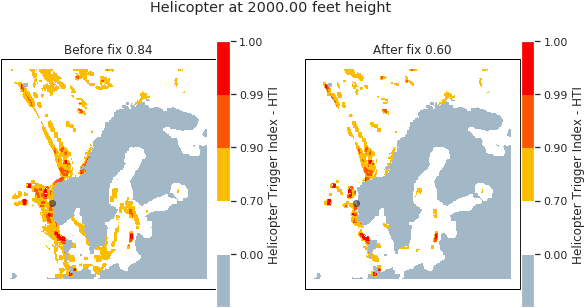 Helicopter at 2000.00 feet height
Before fix 0.84
1.00
0.99
0.90
0.70
0.00
Helicopter Trigger Index - HTI
After fix 0.60
1.00
0.99
0.90
0.70
0.00
Helicopter Trigger Index - HTI